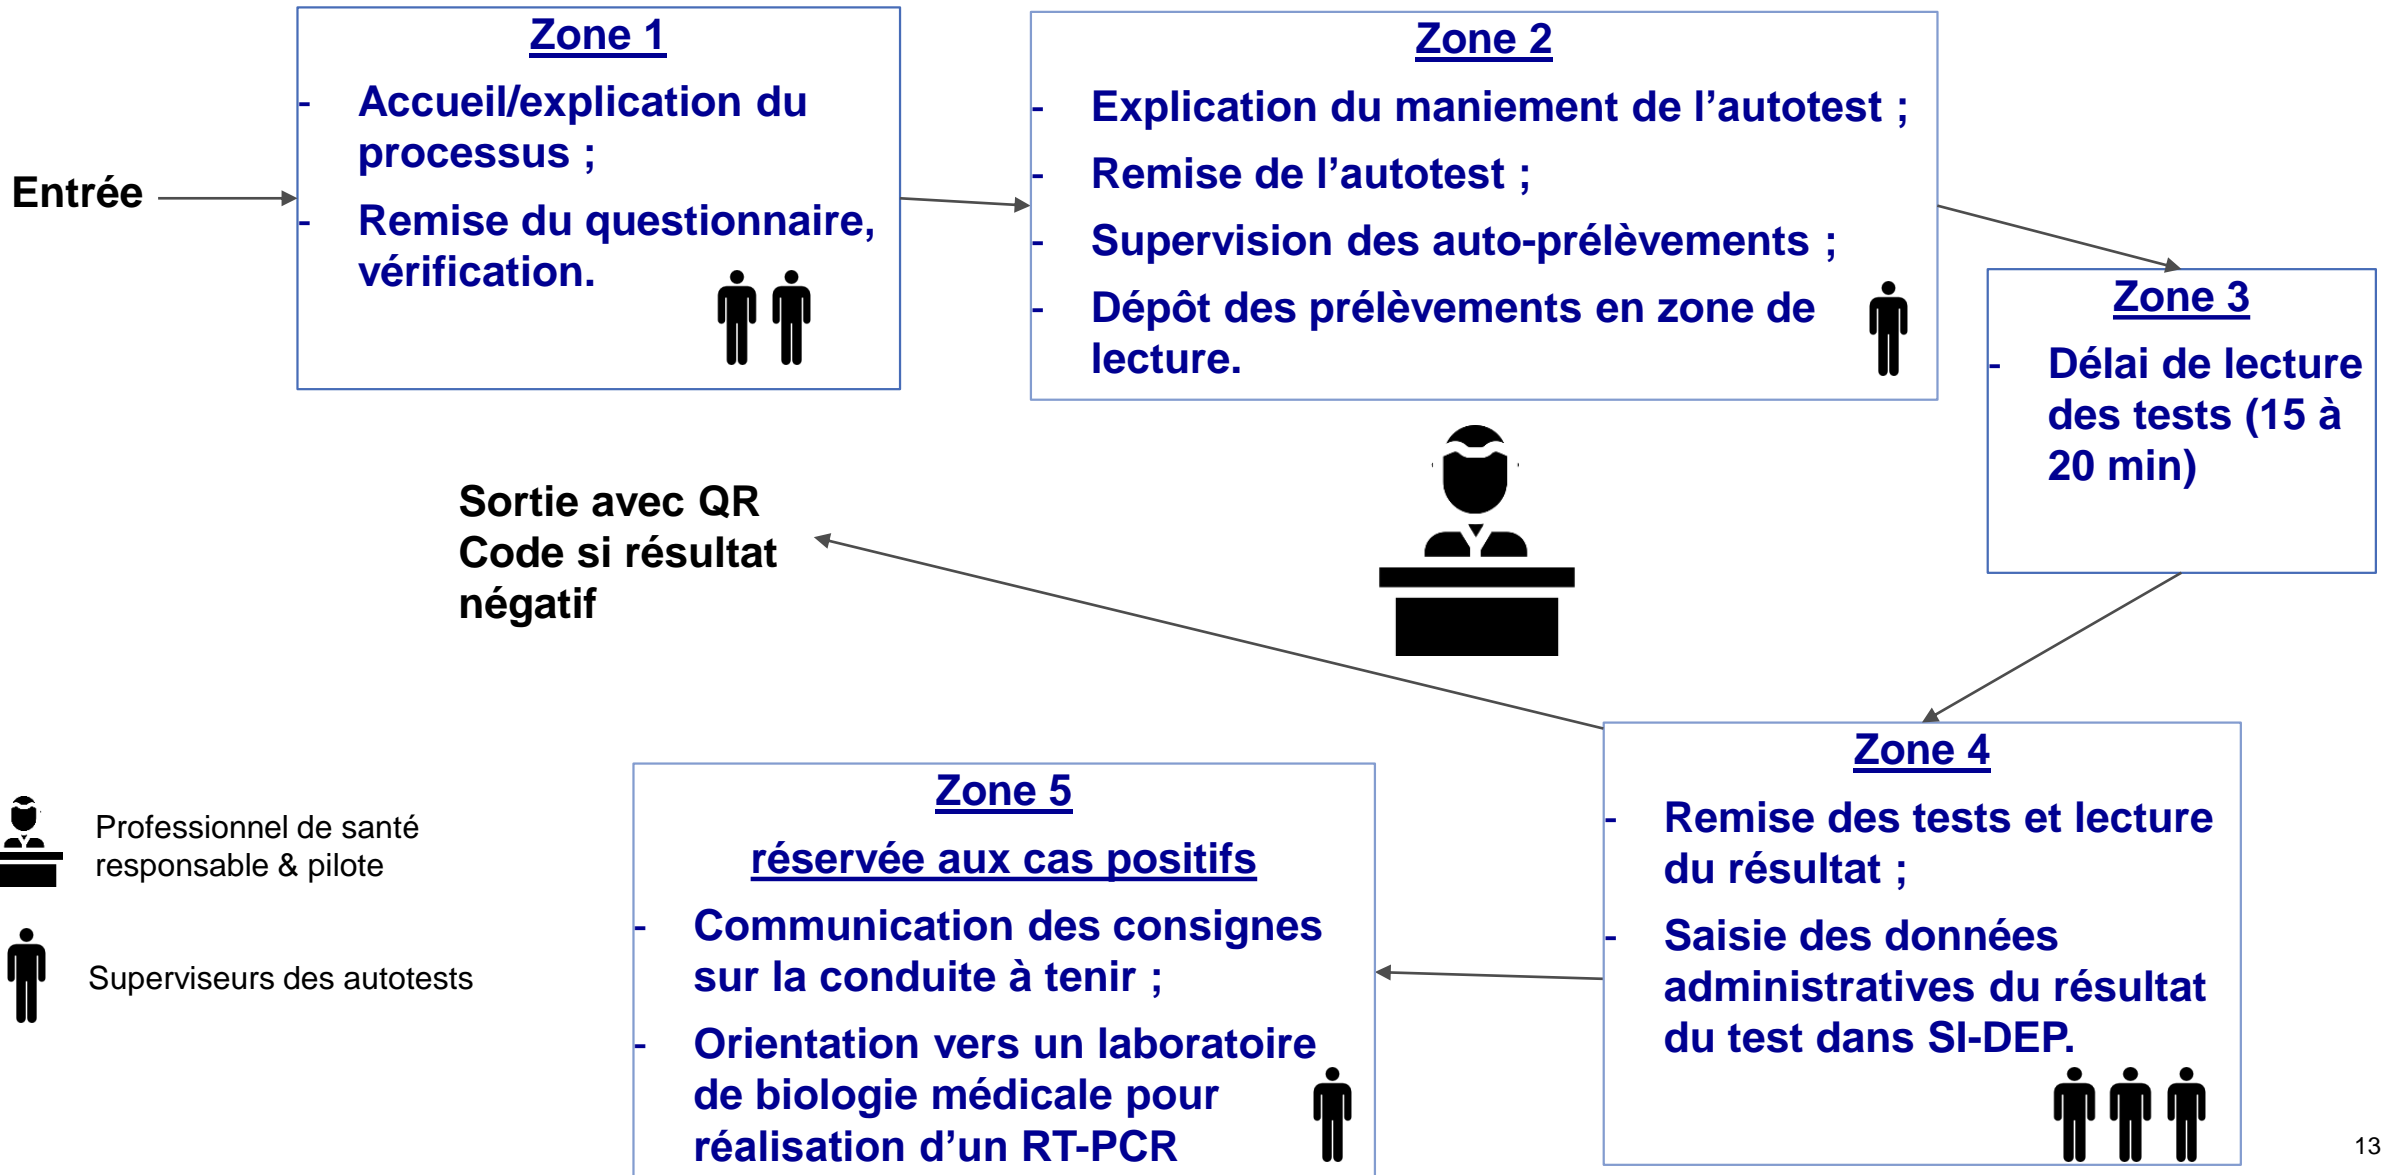 Entrée
Zone 1
- Accueil/explication du
processus ;
- Remise du questionnaire,
vérification.
Zone 2
- Explication du maniement de l’autotest ;
- Remise de l’autotest ;
- Supervision des auto-prélèvements ;
- Dépôt des prélèvements en zone de
lecture.
Zone 3
- Délai de lecture
des tests (15 à
20 min)
Sortie avec QR
Code si résultat
négatif
Zone 4
- Remise des tests et lecture
du résultat ;
- Saisie des données
administratives du résultat
du test dans SI-DEP.
Zone 5
réservée aux cas positifs
- Communication des consignes
sur la conduite à tenir ;
- Orientation vers un laboratoire
de biologie médicale pour
réalisation d’un RT-PCR
Professionnel de santé
responsable & pilote
Superviseurs des autotests
13